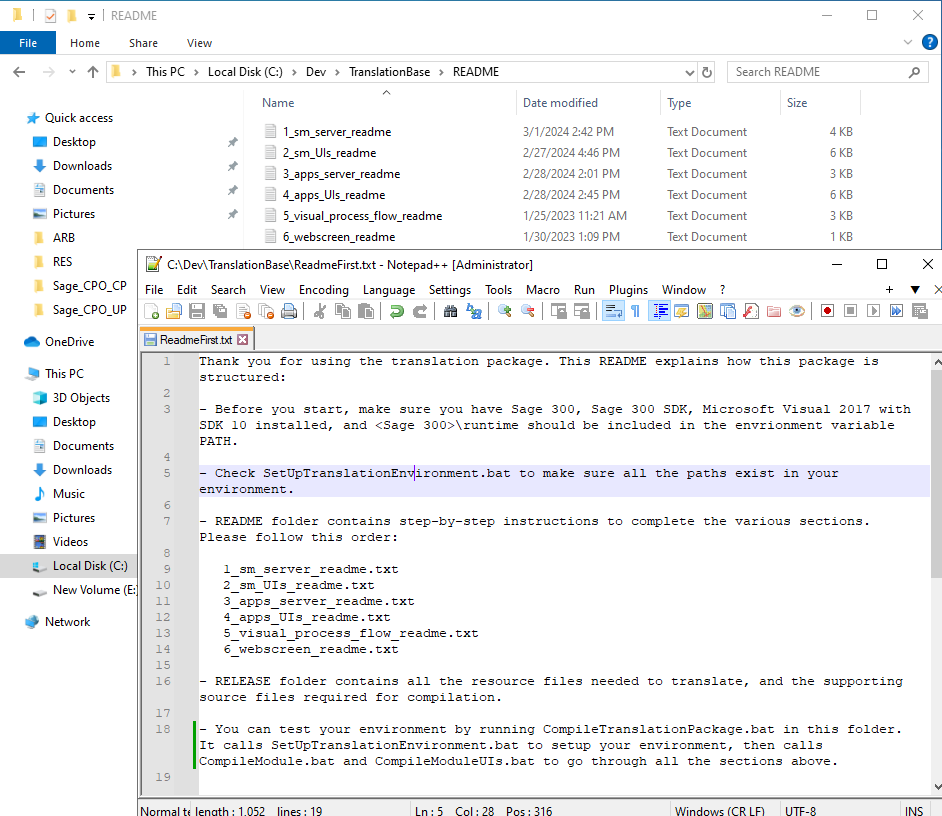 README
File
Home
Share
View
?
This PC
Local Disk (C:)
Dev
TranslationBase
README
Search README
Name
Date modified
Type
Size
1_sm_server_readme 3/1/2024 2:42 PM Text Document 4 KB
2_sm_UIs_readme 2/27/2024 4:46 PM Text Document 6 KB
3_apps_server_readme 2/28/2024 2:01 PM Text Document 3 KB
4_apps_UIs_readme 2/28/2024 2:45 PM Text Document 6 KB
5_visual_process_flow_readme 1/25/2023 11:21 AM Text Document 3 KB
6_webscreen_readme 1/30/2023 1:09 PM Text Document 1 KB
Quick access
Desktop
Downloads
Documents
Pictures
ARB
RES
Sage_CPO_CP
Sage_CPO_UP
OneDrive
This PC
3D Objects
Desktop
Documents
Downloads
Music
Pictures
Videos
Local Disk (C:)
New Volume (E:
Network
C:\Dev\TranslationBase\ReadmeFirst.txt - Notepad++ [Administrator]
File Edit Search View Encoding Language Settings Tools Macro Run Plugins Window ?
ReadmeFirst.txt
1 Thank you for using the translation package. This README explains how this package is
structured:
2
3 - Before you start, make sure you have Sage 300, Sage 300 SDK, Microsoft Visual 2017 with
SDK 10 installed, and <Sage 300>\runtime should be included in the envrionment variable
PATH.
4
5 - Check SetUpTranslationEnvironment.bat to make sure all the paths exist in your
environment.
6
7 - README folder contains step-by-step instructions to complete the various sections.
Please follow this order:
8
9 1_sm_server_readme.txt
10 2_sm_UIs_readme.txt
11 3_apps_server_readme.txt
12 4_apps_UIs_readme.txt
13 5_visual_process_flow_readme.txt
14 6_webscreen_readme.txt
15
16 - RELEASE folder contains all the resource files needed to translate, and the supporting
source files required for compilation.
17
18 - You can test your environment by running CompileTranslationPackage.bat in this folder.
It calls SetUpTranslationEnvironment.bat to setup your environment, then calls
CompileModule.bat and CompileModuleUIs.bat to go through all the sections above.
19
Normal te length : 1,052 lines : 19 Ln : 5 Col : 28 Pos : 316 Windows (CR LF) UTF-8 INS